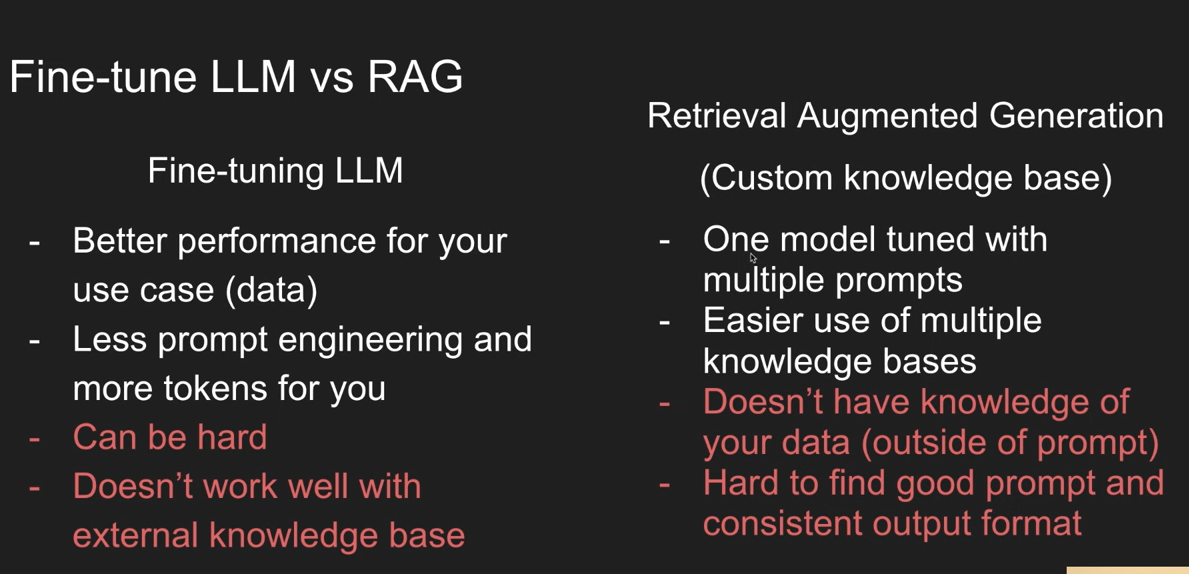 Fine-tune LLM vs RAG
Fine-tuning LLM
- Better performance for your
use case (data)
- Less prompt engineering and
more tokens for you
- Can be hard
- Doesn’t work well with
external knowledge base
Retrieval Augmented Generation
(Custom knowledge base)
- One model tuned with
multiple prompts
- Easier use of multiple
knowledge bases
- Doesn’t have knowledge of
your data (outside of prompt)
- Hard to find good prompt and
consistent output format